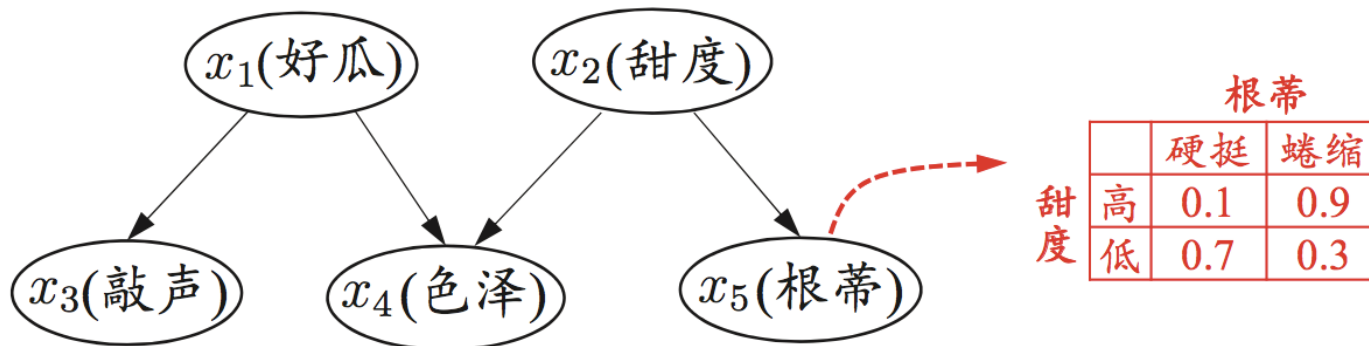 x₁(好瓜) x₂(甜度)
x₃(敲声) x₄(色泽) x₅(根蒂)
根蒂
硬挺 蜷缩
甜度
高 0.1 0.9
低 0.7 0.3